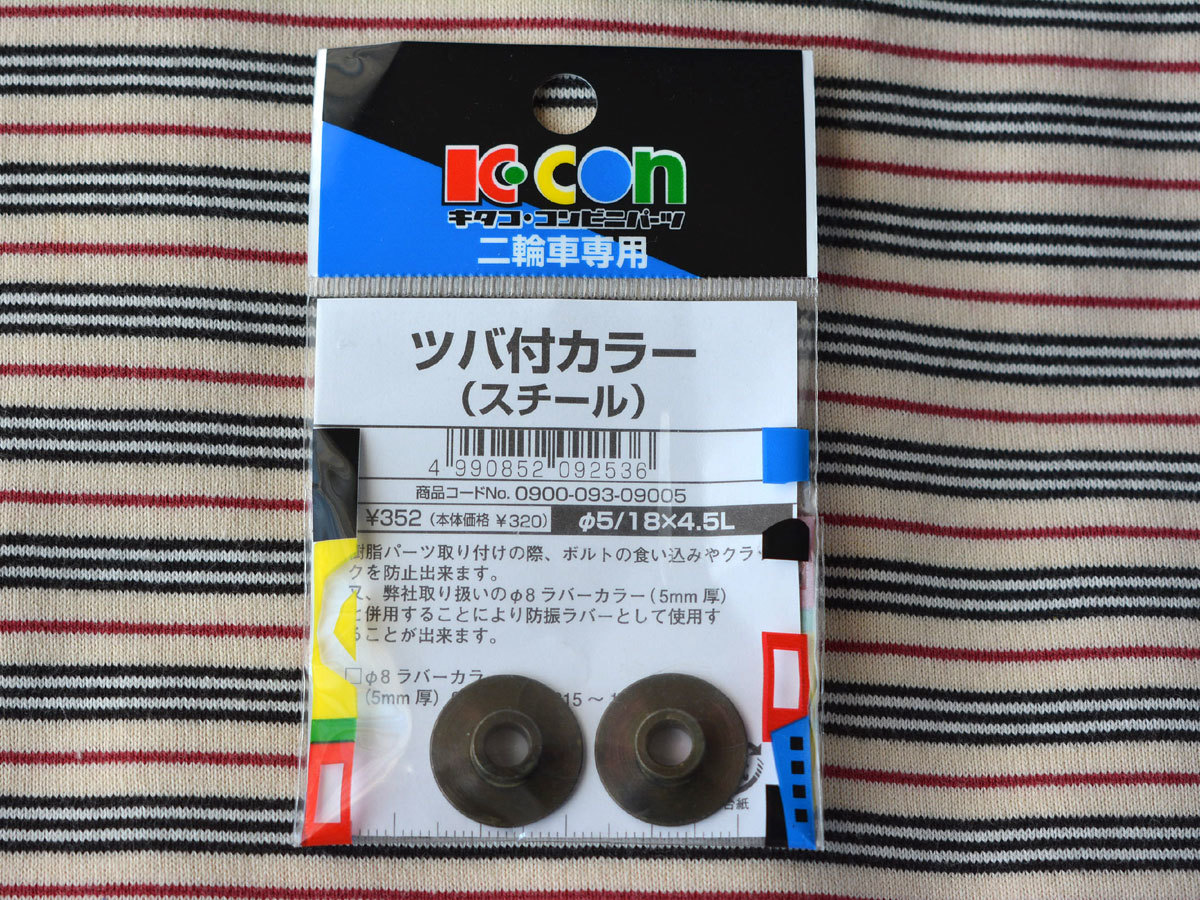 K・CON
キタコ・コンビニパーツ
二輪車専用
ツバ付カラー
(スチール)
4 990852 092536
商品コードNo. 0900-093-09005
¥352 (本体価格 ¥320) φ5/18×4.5L
樹脂パーツ取り付けの際、ボルトの食い込みやクラッ
クを防止出来ます。
又、弊社取り扱いのφ8ラバーカラー(5mm厚)
と併用することにより防振ラバーとして使用す
ることが出来ます。
□φ8ラバーカラ
(5mm厚) 15～
台紙